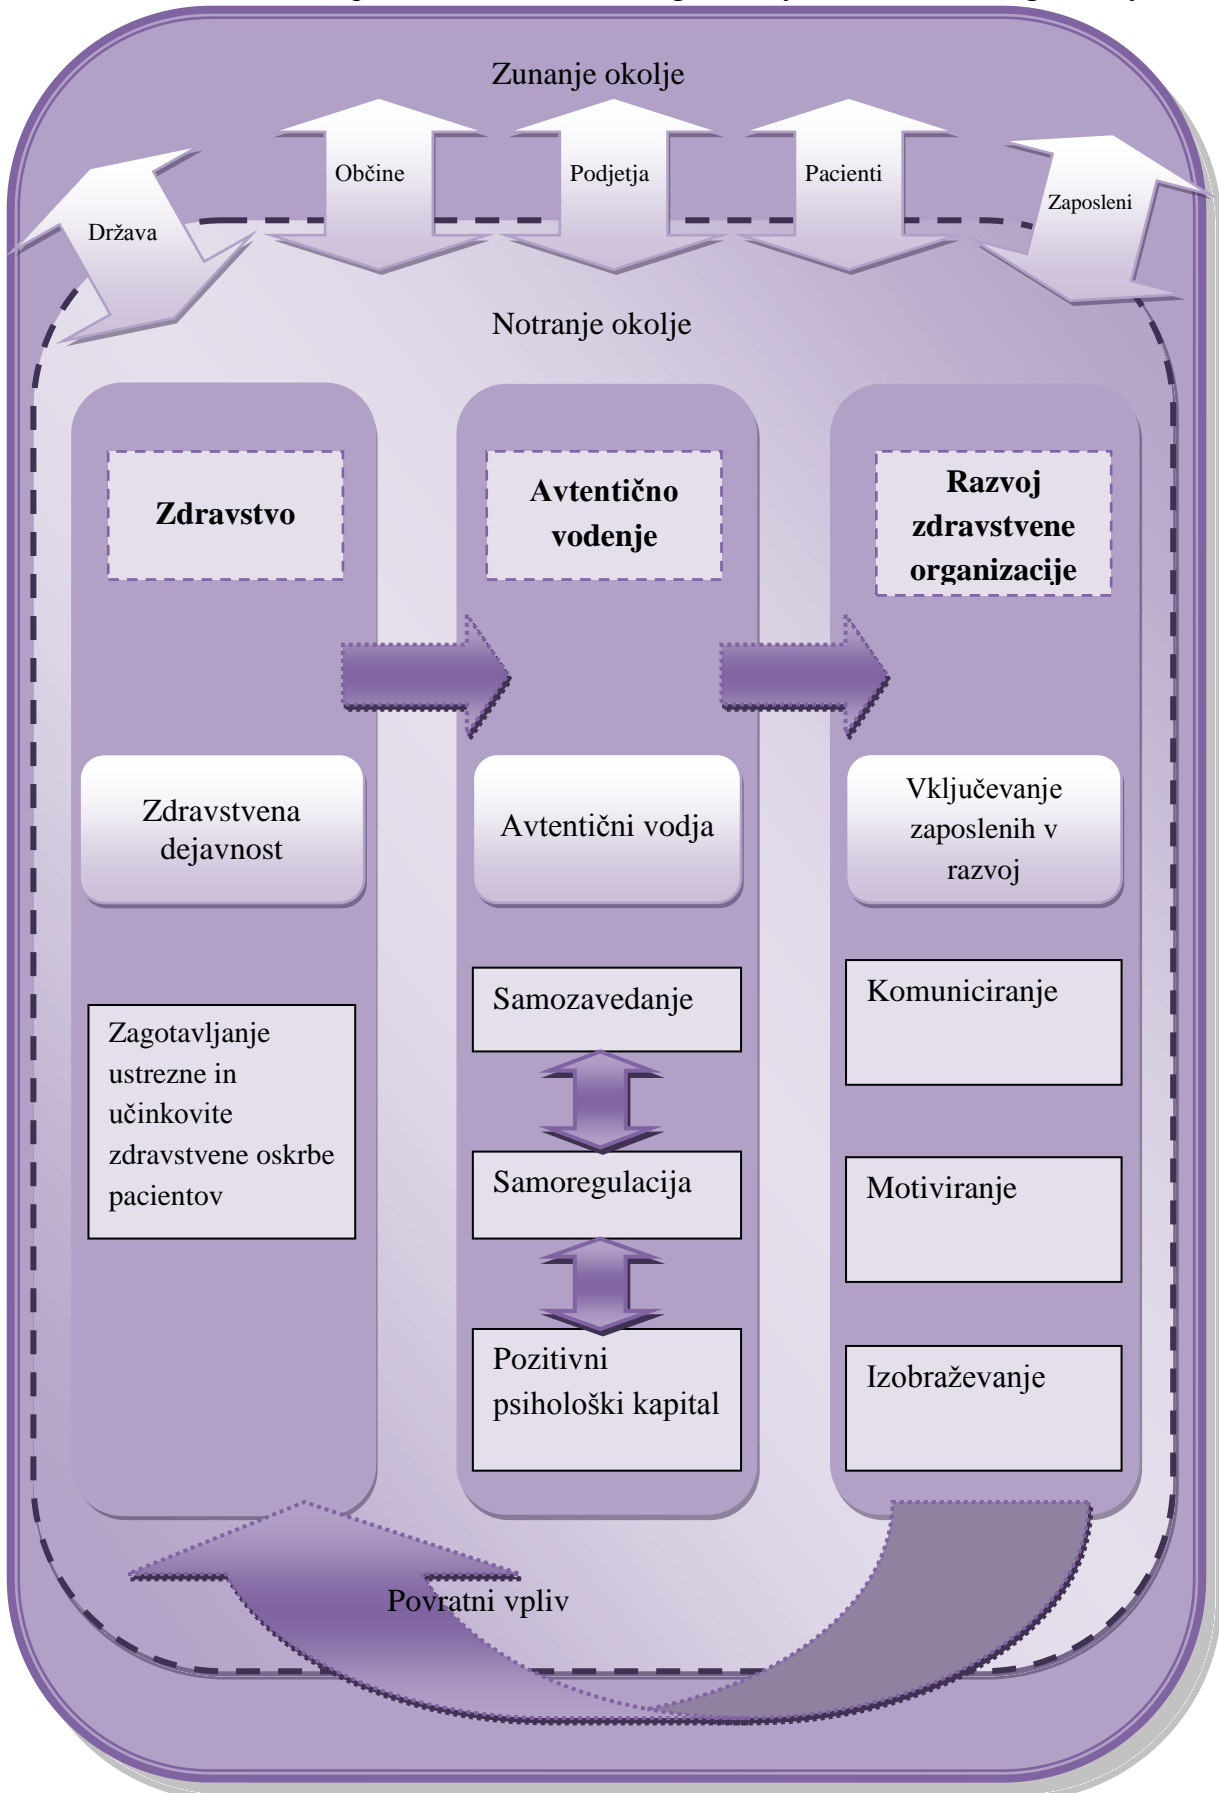 Zunanje okolje
Država
Občine
Podjetja
Pacienti
Zaposleni
Notranje okolje
Zdravstvo
Avtentično
vodenje
Razvoj
zdravstvene
organizacije
Zdravstvena
dejavnost
Avtentični vodja
Vključevanje
zaposlenih v
razvoj
Zagotavljanje
ustrezne in
učinkovite
zdravstvene oskrbe
pacientov
Samozavedanje
Samoregulacija
Pozitivni
psihološki kapital
Komuniciranje
Motiviranje
Izobraževanje
Povratni vpliv